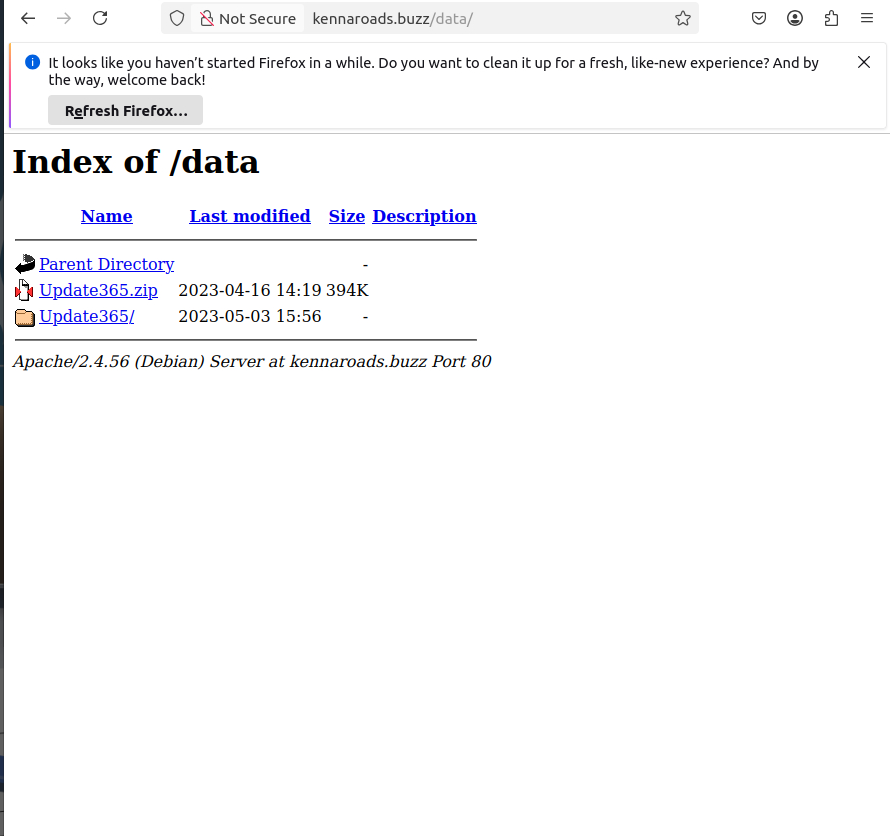 Not Secure kennaroads.buzz/data/
It looks like you haven’t started Firefox in a while. Do you want to clean it up for a fresh, like-new experience? And by
the way, welcome back!
Refresh Firefox…
Index of /data
Name Last modified Size Description
Parent Directory -
Update365.zip 2023-04-16 14:19 394K
Update365/ 2023-05-03 15:56 -
Apache/2.4.56 (Debian) Server at kennaroads.buzz Port 80